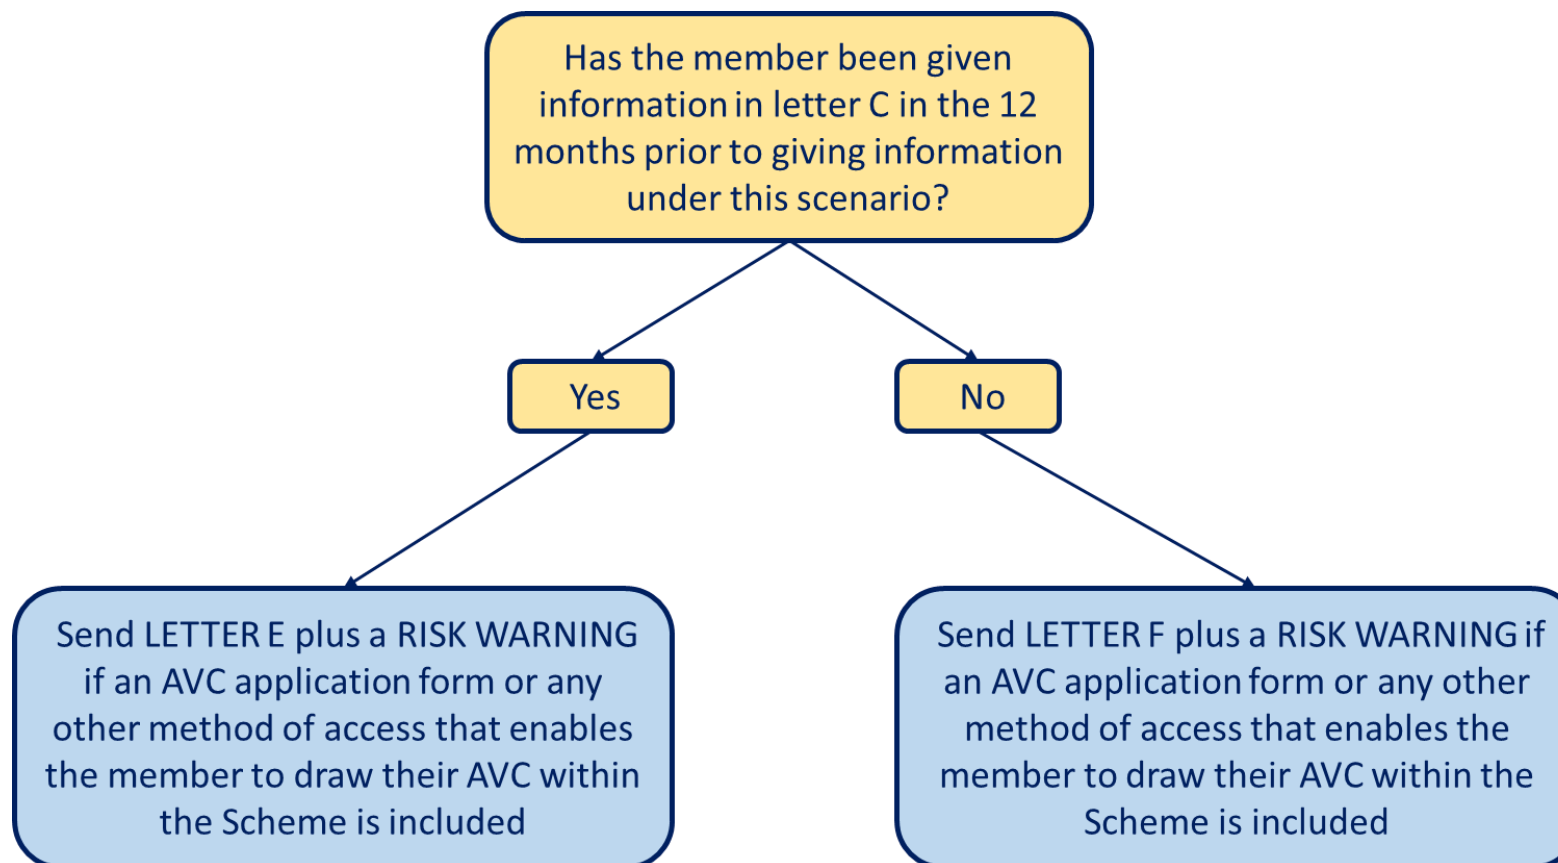 Has the member been given
information in letter C in the 12
months prior to giving information
under this scenario?
Yes
No
Send LETTER E plus a RISK WARNING
if an AVC application form or any
other method of access that enables
the member to draw their AVC within
the Scheme is included
Send LETTER F plus a RISK WARNING if
an AVC application form or any other
method of access that enables the
member to draw their AVC within the
Scheme is included